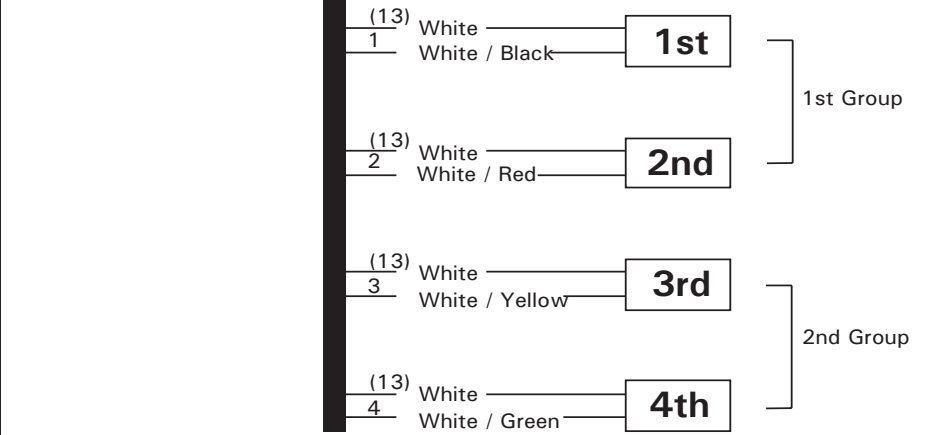 (13) White
1 White / Black
1st
1st Group
(13) White
2 White / Red
2nd
(13) White
3 White / Yellow
3rd
2nd Group
(13) White
4 White / Green
4th